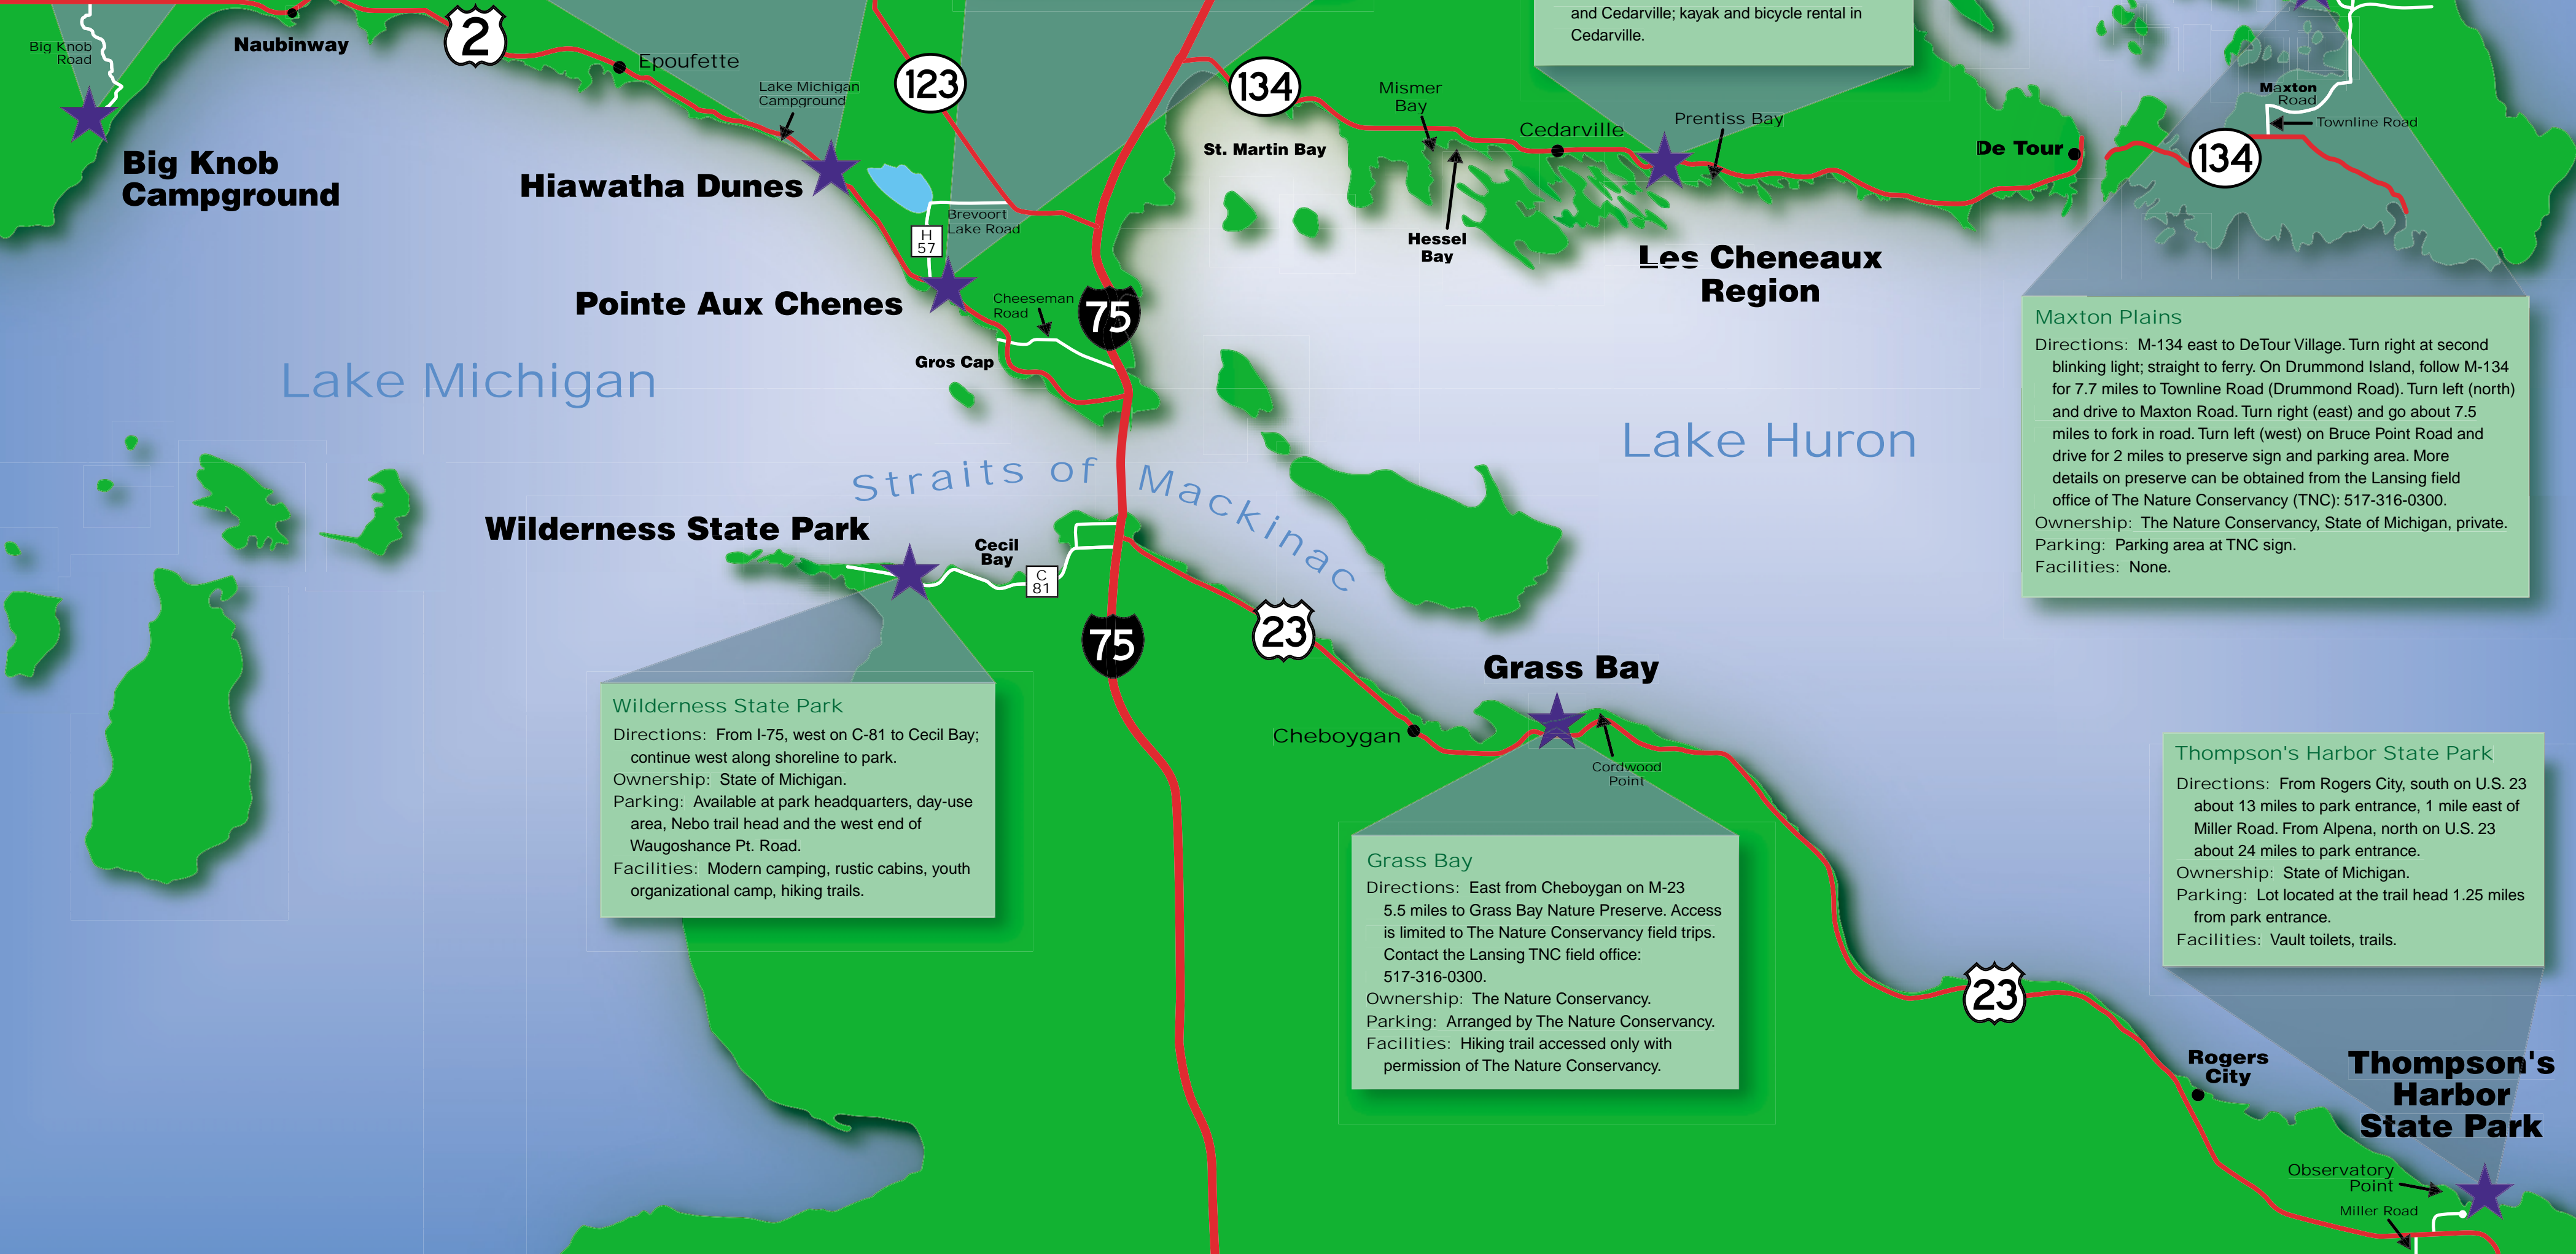 and Cedarville; kayak and bicycle rental in
Cedarville.
Big Knob
Road
Naubinway
2
Epoufette
Lake Michigan
Campground
123
134
Mismer
Bay
Cedarville
Prentiss Bay
St. Martin Bay
Hessel
Bay
De Tour
134
Maxton
Road
Townline Road
Big Knob
Campground
Hiawatha Dunes
Brevoort
Lake Road
H
57
Pointe Aux Chenes
Cheeseman
Road
75
Gros Cap
Les Cheneaux
Region
Lake Michigan
Lake Huron
Straits of Mackinac
Maxton Plains
Directions: M-134 east to DeTour Village. Turn right at second
blinking light; straight to ferry. On Drummond Island, follow M-134
for 7.7 miles to Townline Road (Drummond Road). Turn left (north)
and drive to Maxton Road. Turn right (east) and go about 7.5
miles to fork in road. Turn left (west) on Bruce Point Road and
drive for 2 miles to preserve sign and parking area. More
details on preserve can be obtained from the Lansing field
office of The Nature Conservancy (TNC): 517-316-0300.
Ownership: The Nature Conservancy, State of Michigan, private.
Parking: Parking area at TNC sign.
Facilities: None.
Wilderness State Park
Cecil
Bay
C
81
75
23
Wilderness State Park
Directions: From I-75, west on C-81 to Cecil Bay;
continue west along shoreline to park.
Ownership: State of Michigan.
Parking: Available at park headquarters, day-use
area, Nebo trail head and the west end of
Waugoshance Pt. Road.
Facilities: Modern camping, rustic cabins, youth
organizational camp, hiking trails.
Grass Bay
Cheboygan
Cordwood
Point
Grass Bay
Directions: East from Cheboygan on M-23
5.5 miles to Grass Bay Nature Preserve. Access
is limited to The Nature Conservancy field trips.
Contact the Lansing TNC field office:
517-316-0300.
Ownership: The Nature Conservancy.
Parking: Arranged by The Nature Conservancy.
Facilities: Hiking trail accessed only with
permission of The Nature Conservancy.
Thompson's Harbor State Park
Directions: From Rogers City, south on U.S. 23
about 13 miles to park entrance, 1 mile east of
Miller Road. From Alpena, north on U.S. 23
about 24 miles to park entrance.
Ownership: State of Michigan.
Parking: Lot located at the trail head 1.25 miles
from park entrance.
Facilities: Vault toilets, trails.
23
Rogers
City
Thompson's
Harbor
State Park
Observatory
Point
Miller Road